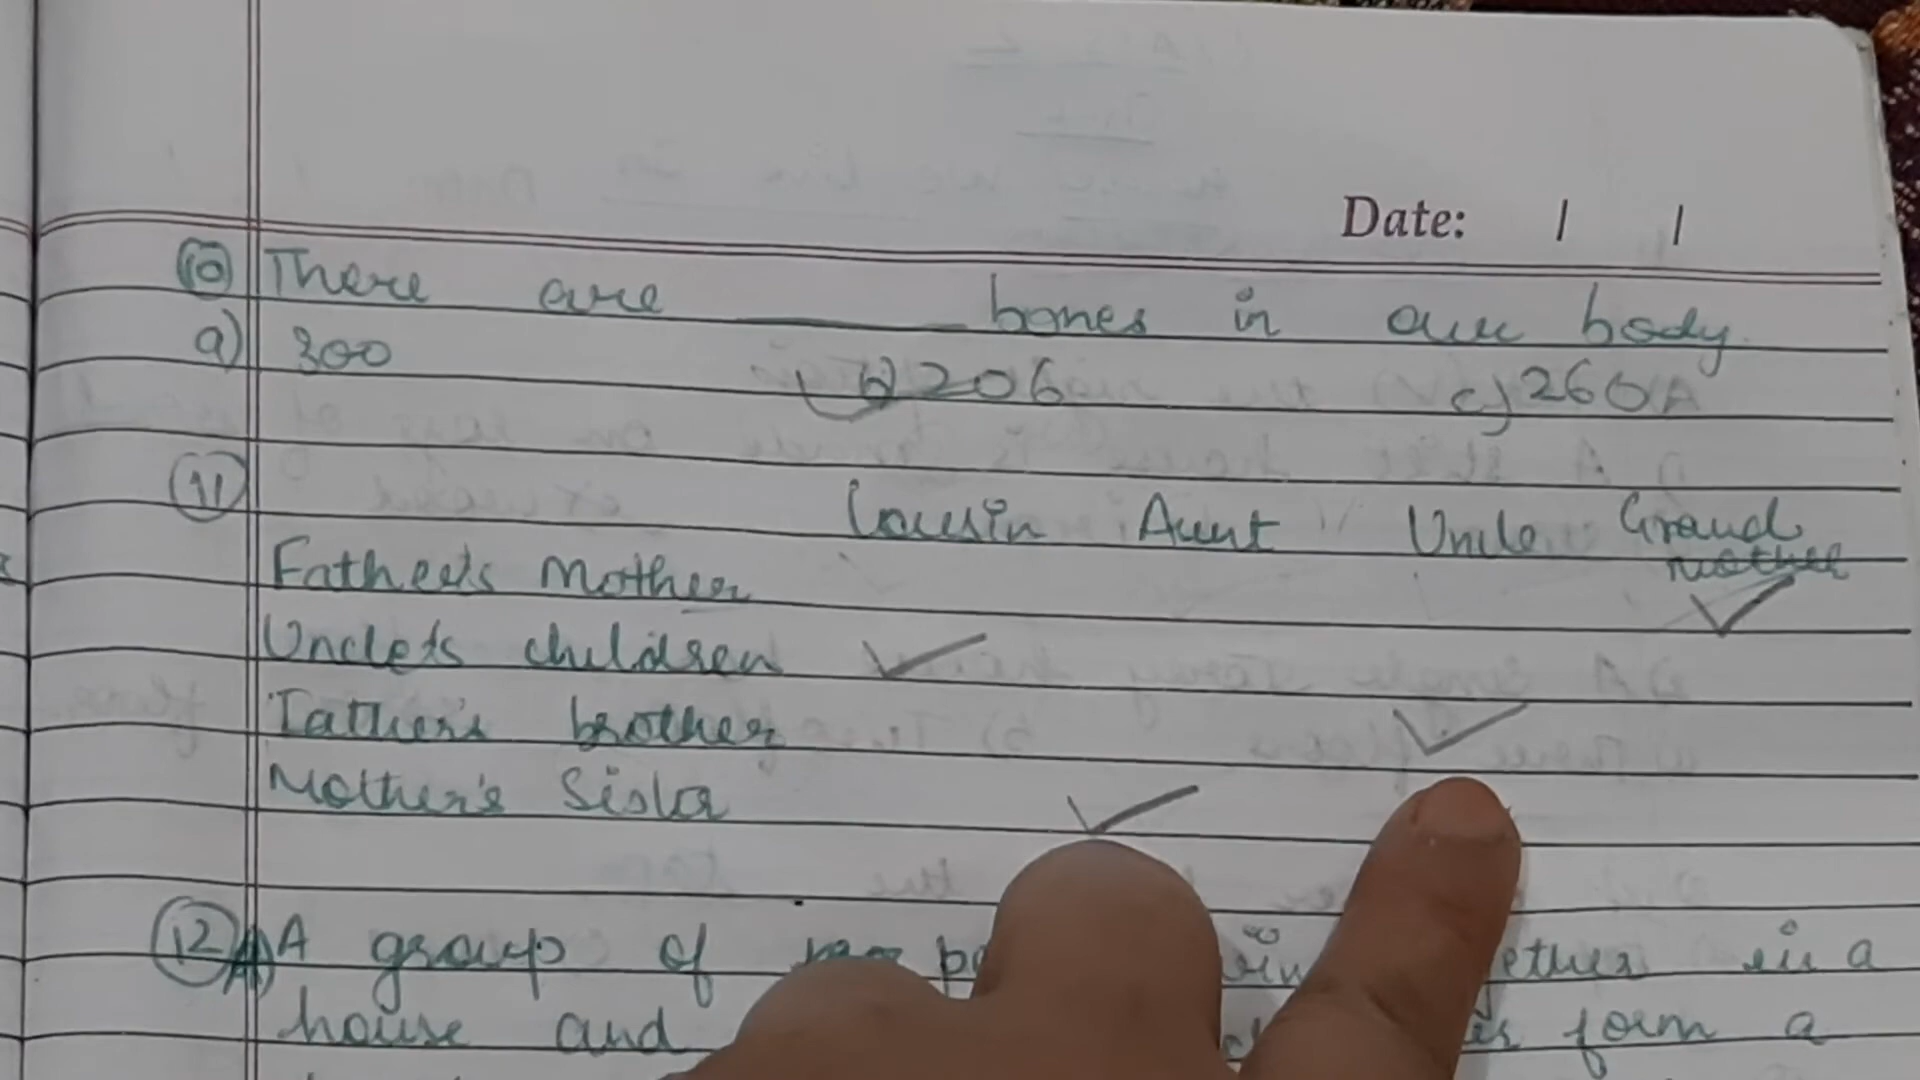 Date: / /
10 There are ______ bones in our body.
a) 300 b) 206 c) 260
11 Cousin Aunt Uncle Grand
mother
Father's Mother ✓
Uncle's children ✓
Father's brother ✓
Mother's Sister ✓
12 A group of in a
house and form a